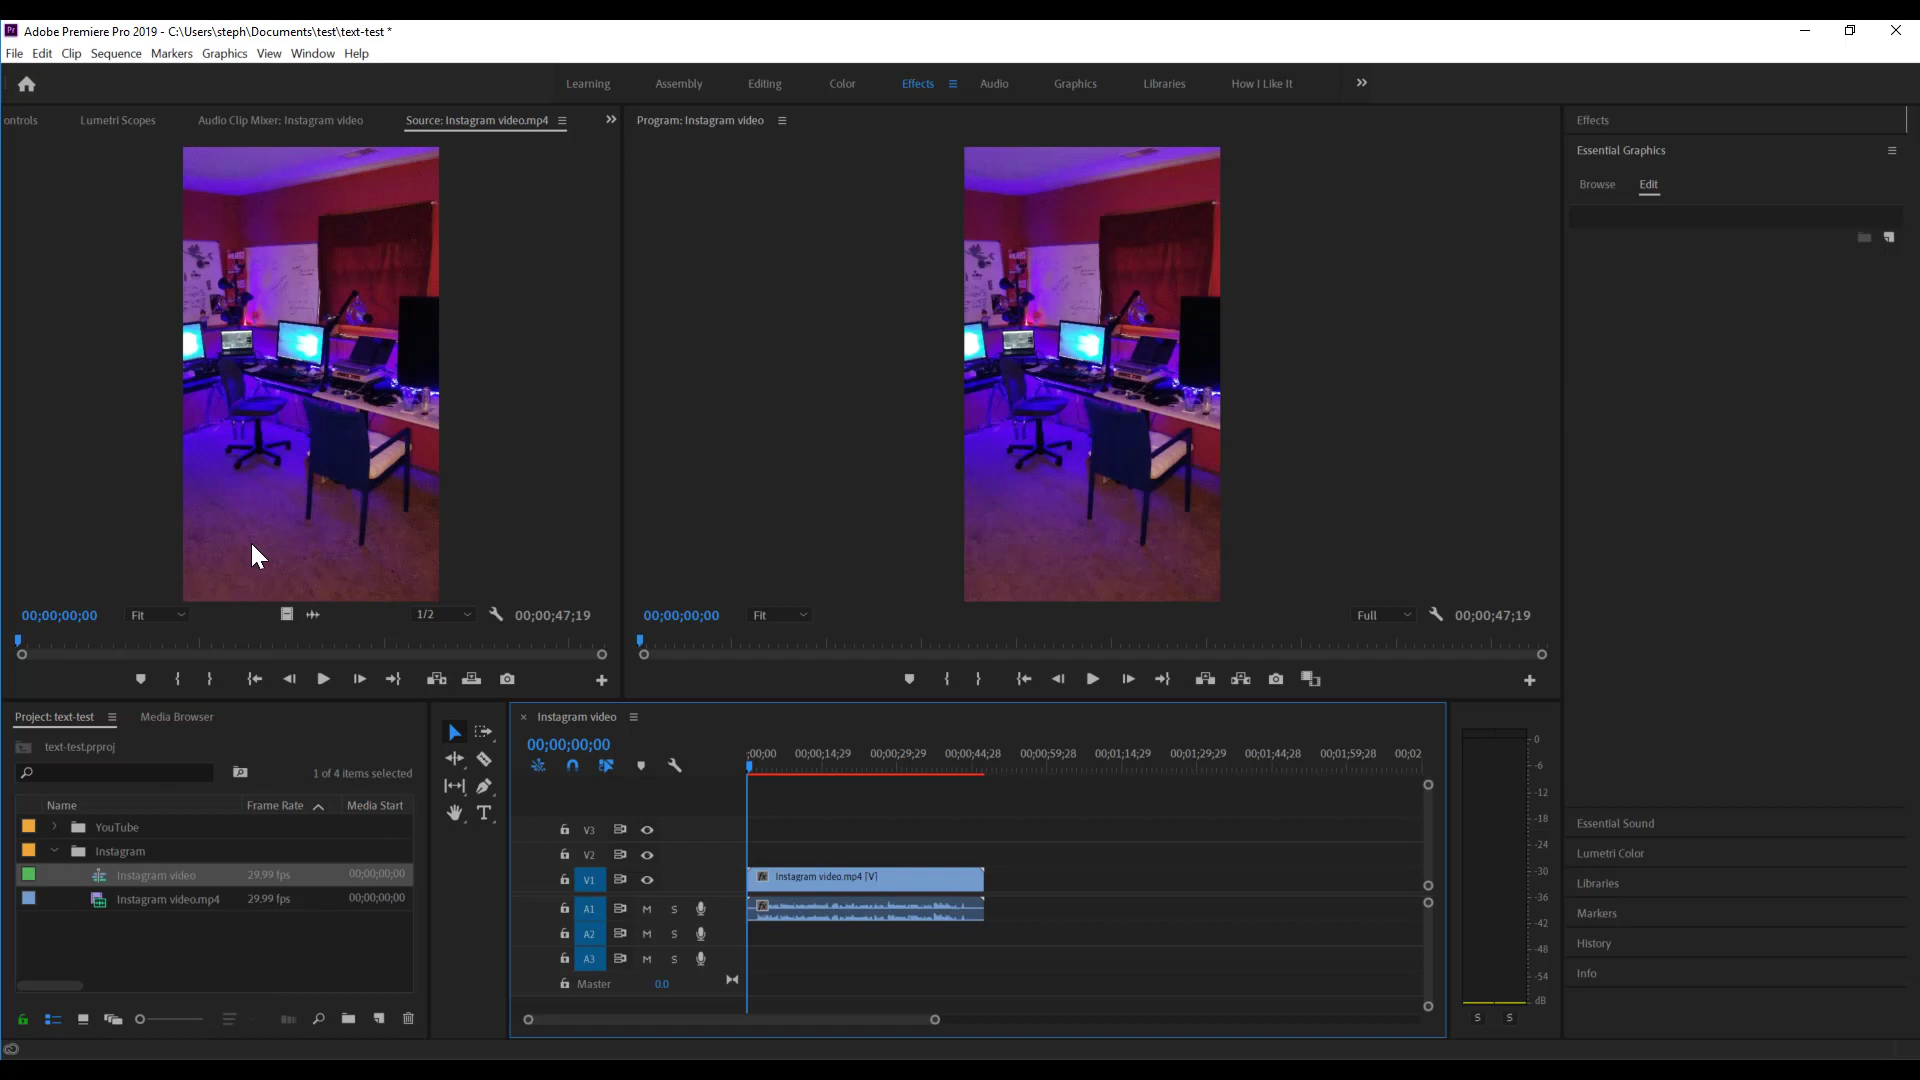 Adobe Premiere Pro 2019 - C:\Users\steph\Documents\test\text-test *
File Edit Clip Sequence Markers Graphics View Window Help
Learning Assembly Editing Color Effects Audio Graphics Libraries How I Like It
ontrols Lumetri Scopes Audio Clip Mixer: Instagram video Source: Instagram video.mp4
Program: Instagram video
Effects
Essential Graphics
Browse Edit
00;00;00;00 Fit 1/2 00;00;47;19
00;00;00;00 Fit Full 00;00;47;19
Project: text-test Media Browser
text-test.prproj
1 of 4 items selected
Name Frame Rate Media Start
YouTube
Instagram
Instagram video 29.99 fps 00;00;00;00
Instagram video.mp4 29.99 fps 00;00;00;00
× Instagram video
00;00;00;00
;00;00 00;00;14;29 00;00;29;29 00;00;44;28 00;00;59;28 00;01;14;29 00;01;29;29 00;01;44;28 00;01;59;28 00;02
V3
V2
V1 fx Instagram video.mp4 [V]
A1 M S fx
A2 M S
A3 M S
Master 0.0
0
-6
-12
-18
-24
-30
-36
-42
-48
-54
dB
S S
Essential Sound
Lumetri Color
Libraries
Markers
History
Info